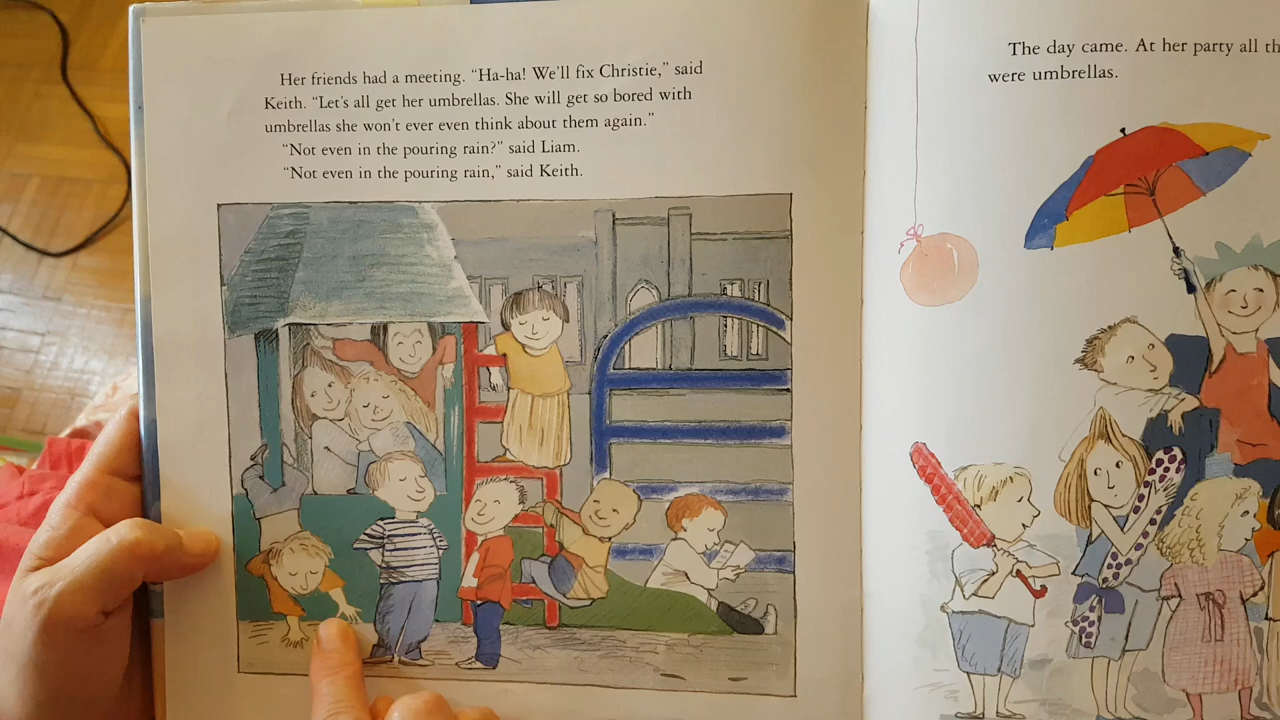 Her friends had a meeting. “Ha-ha! We’ll fix Christie,” said
Keith. “Let’s all get her umbrellas. She will get so bored with
umbrellas she won’t ever even think about them again.”
“Not even in the pouring rain?” said Liam.
“Not even in the pouring rain,” said Keith.
The day came. At her party all th
were umbrellas.